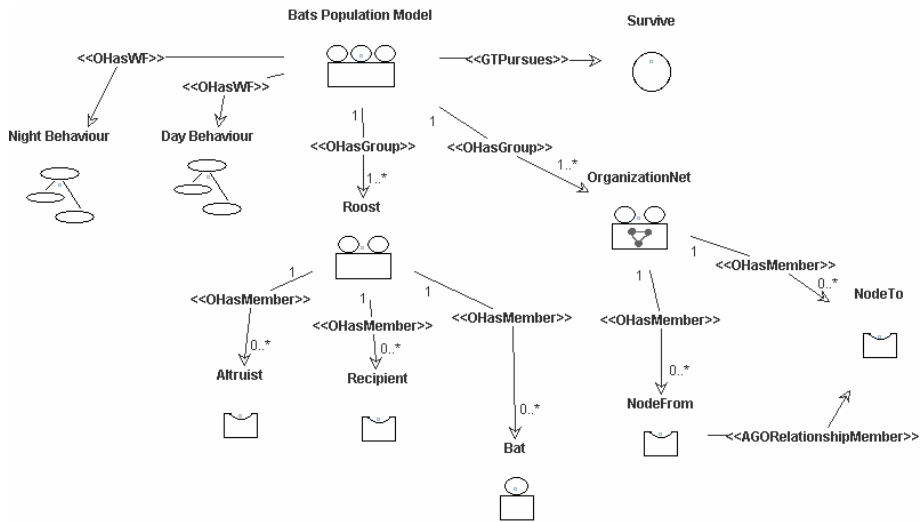 Bats Population Model
Survive
<<OHasWF>>
<<GTPursues>>
<<OHasWF>>
1
1
Night Behaviour
Day Behaviour
<<OHasGroup>>
<<OHasGroup>>
1..*
1..*
OrganizationNet
Roost
1
1
1
1
1
<<OHasMember>>
<<OHasMember>>
0..*
NodeTo
<<OHasMember>>
<<OHasMember>>
<<OHasMember>>
0..*
0..*
0..*
Altruist
Recipient
0..*
NodeFrom
<<AGORelationshipMember>>
Bat